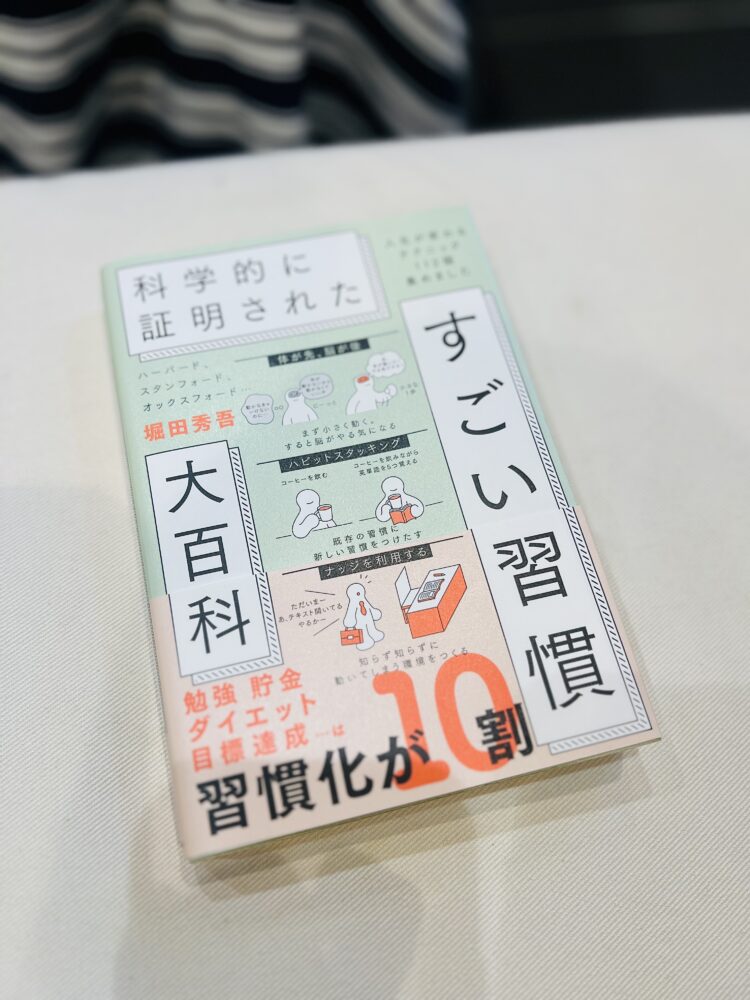 科学的に
証明された
すごい習慣
大百科
人生が変わる
テクニック
112個
集めました
ハーバード、
スタンフォード、
オックスフォード…
堀田秀吾
体が先、脳が後
まず小さく動く。
すると脳がやる気になる
ハビットスタッキング
コーヒーを飲む
コーヒーを飲みながら
英単語を5つ覚える
既存の習慣に
新しい習慣をつけたす
ナッジを利用する
ただいまー
あ、テキスト開いてる
やるかー
知らず知らずに
動いてしまう環境をつくる
勉強 貯金
ダイエット
目標達成…は
習慣化が10割